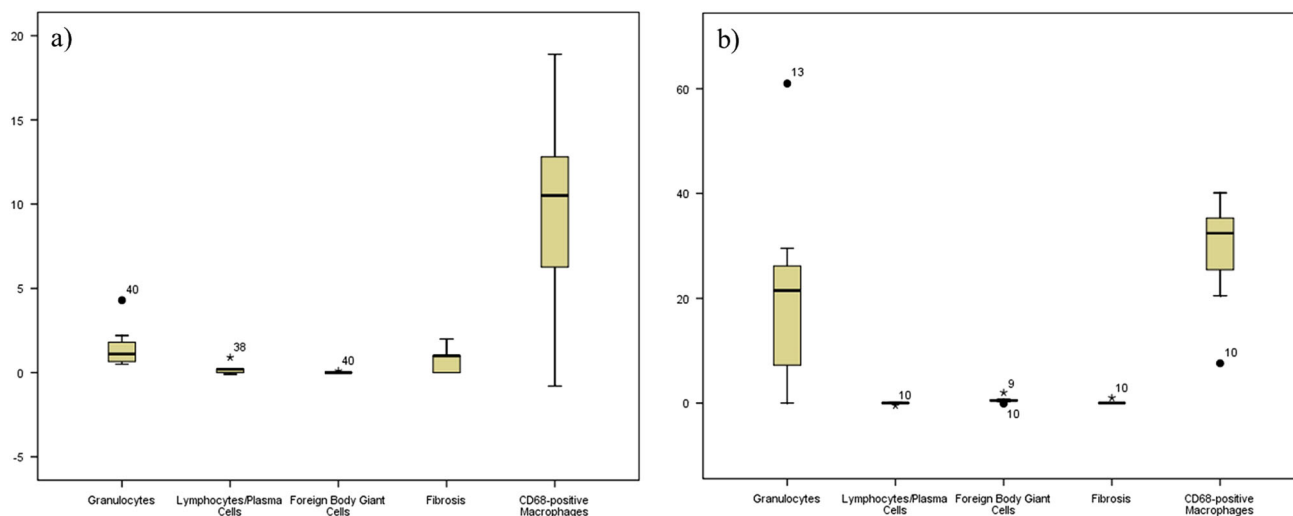 a)
20
15
10
5
0
-5
40
38
40
Granulocytes
Lymphocytes/Plasma
Cells
Foreign Body Giant
Cells
Fibrosis
CD68-positive
Macrophages
b)
60
40
20
0
13
10
9
10
10
10
Granulocytes
Lymphocytes/Plasma
Cells
Foreign Body Giant
Cells
Fibrosis
CD68-positive
Macrophages